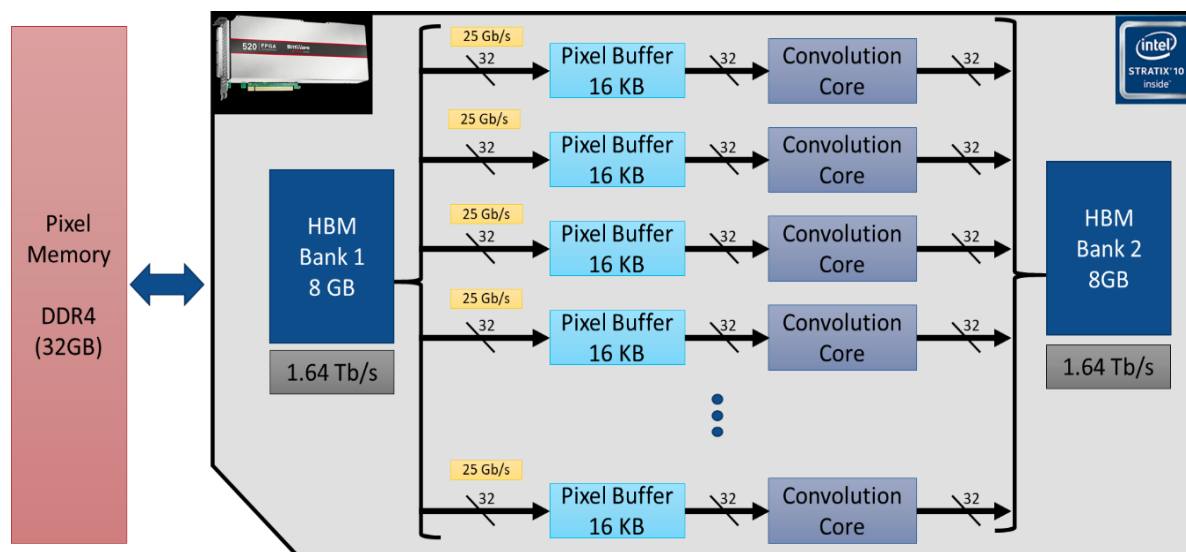 Pixel
Memory
DDR4
(32GB)
520 FPGA BittWare
intel
STRATIX 10
inside
HBM
Bank 1
8 GB
1.64 Tb/s
25 Gb/s
32
Pixel Buffer
16 KB
32
Convolution
Core
32
25 Gb/s
32
Pixel Buffer
16 KB
32
Convolution
Core
32
25 Gb/s
32
Pixel Buffer
16 KB
32
Convolution
Core
32
25 Gb/s
32
Pixel Buffer
16 KB
32
Convolution
Core
32
25 Gb/s
32
Pixel Buffer
16 KB
32
Convolution
Core
32
HBM
Bank 2
8GB
1.64 Tb/s